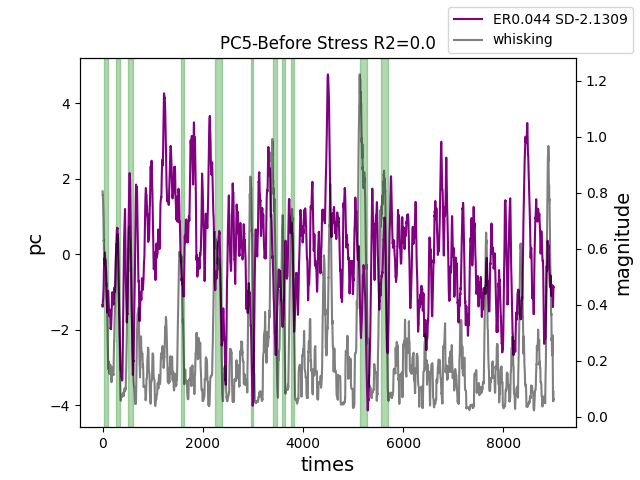 PC5-Before Stress R2=0.0
ER0.044 SD-2.1309
whisking
pc
4
2
0
−2
−4
magnitude
1.2
1.0
0.8
0.6
0.4
0.2
0.0
0 2000 4000 6000 8000
times